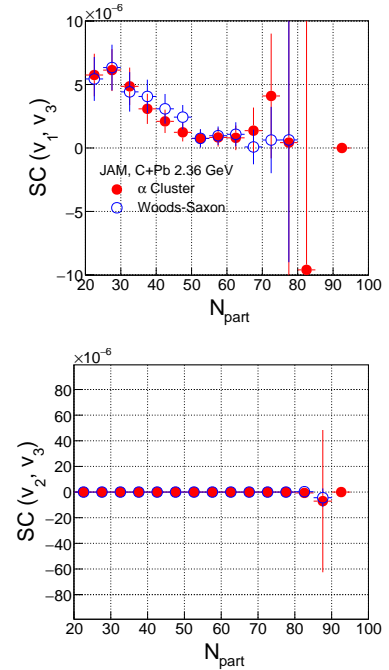 ×10⁻⁶
10
5
0
−5
−10
SC (v₁, v₃)
JAM, C+Pb 2.36 GeV
α Cluster
Woods-Saxon
20 30 40 50 60 70 80 90 100
N_part
×10⁻⁶
80
60
40
20
0
−20
−40
−60
−80
SC (v₂, v₃)
20 30 40 50 60 70 80 90 100
N_part